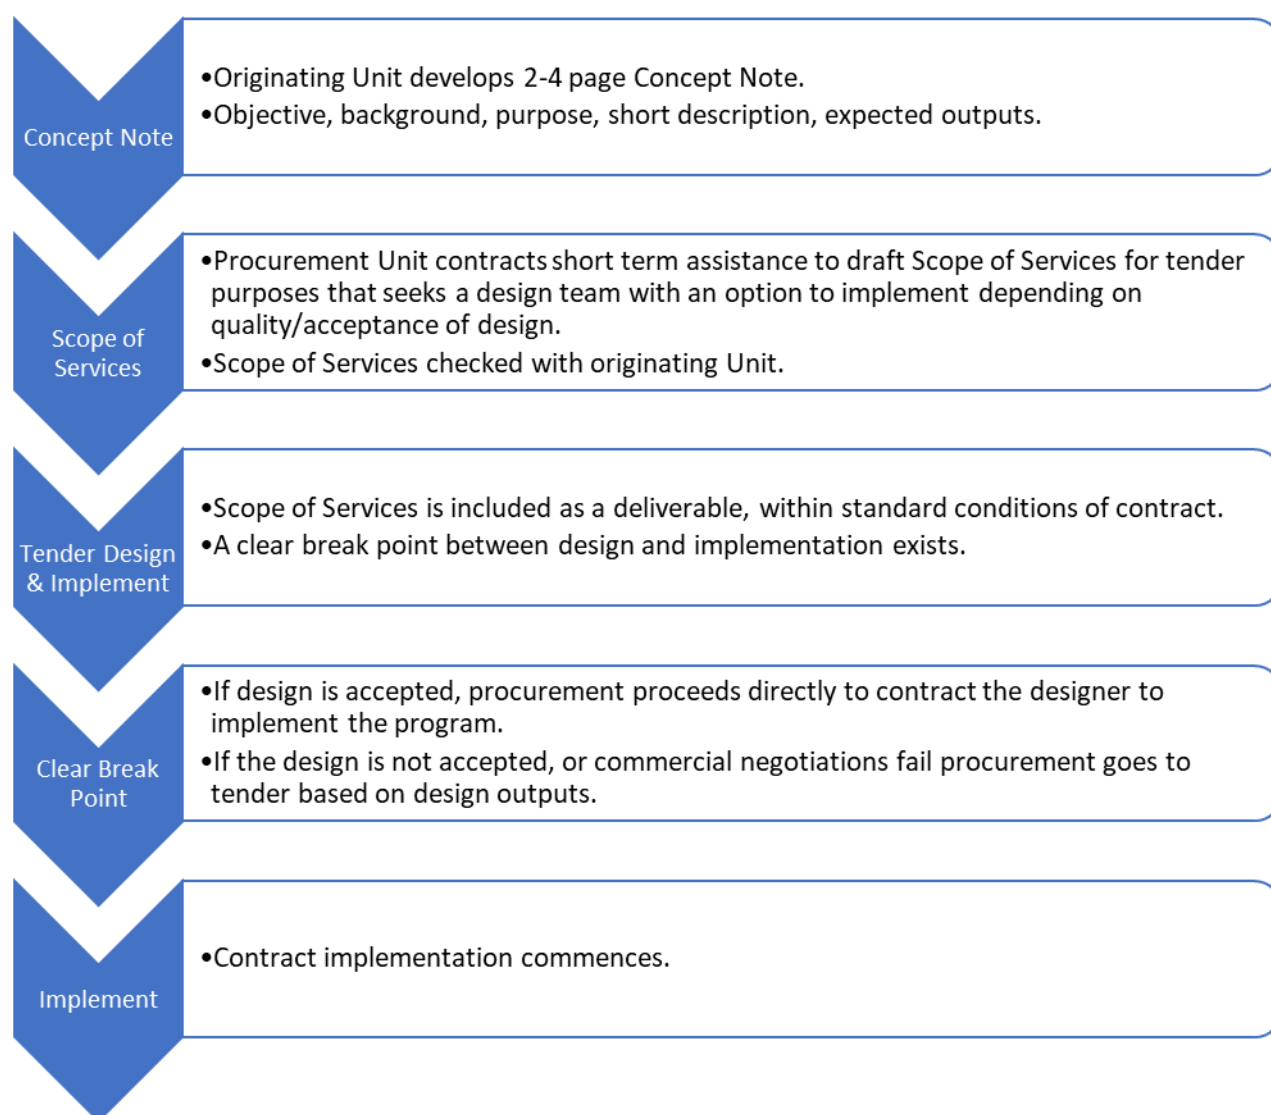 Concept Note
•Originating Unit develops 2-4 page Concept Note.
•Objective, background, purpose, short description, expected outputs.
Scope of
Services
•Procurement Unit contracts short term assistance to draft Scope of Services for tender
purposes that seeks a design team with an option to implement depending on
quality/acceptance of design.
•Scope of Services checked with originating Unit.
Tender Design
& Implement
•Scope of Services is included as a deliverable, within standard conditions of contract.
•A clear break point between design and implementation exists.
Clear Break
Point
•If design is accepted, procurement proceeds directly to contract the designer to
implement the program.
•If the design is not accepted, or commercial negotiations fail procurement goes to
tender based on design outputs.
Implement
•Contract implementation commences.